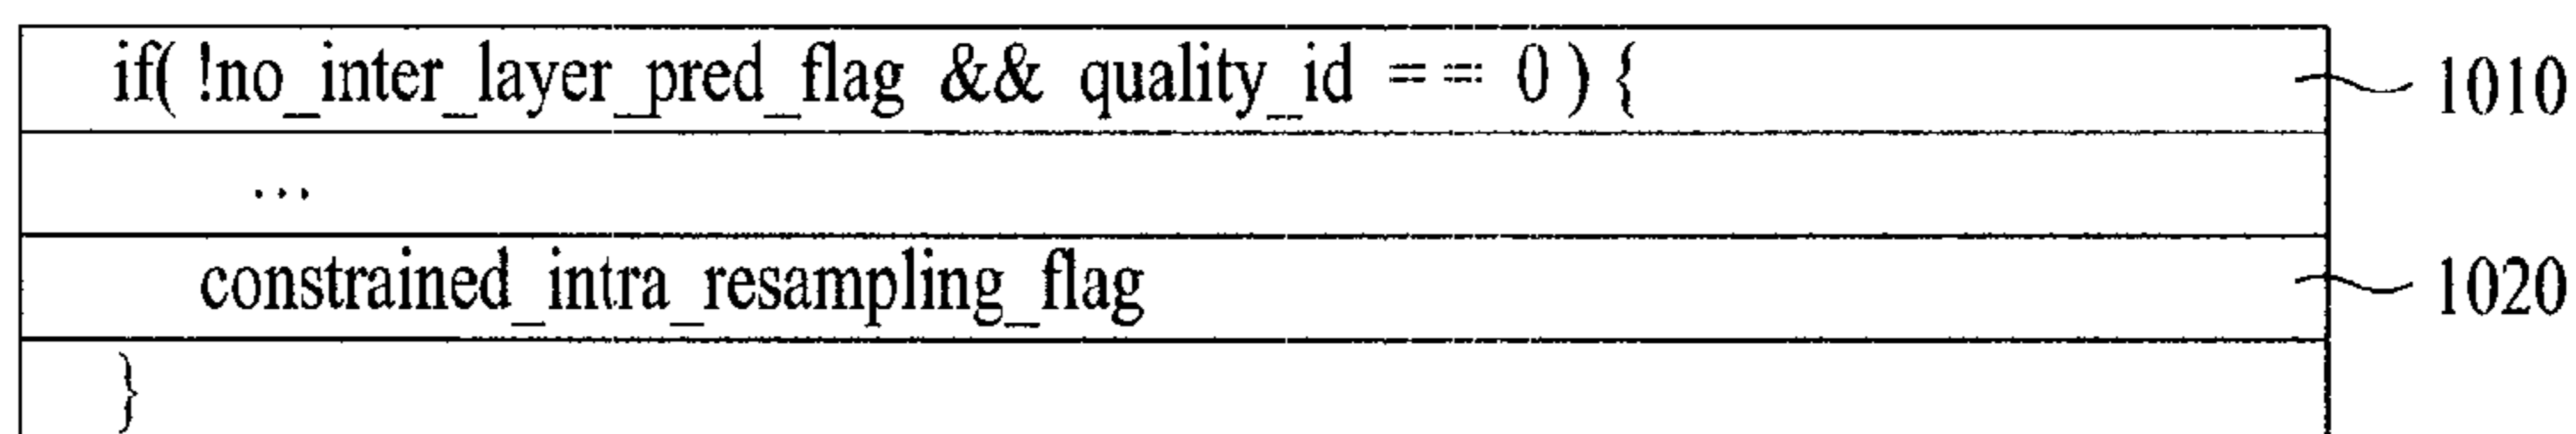 if( !no_inter_layer_pred_flag && quality_id == 0 ) { 1010
...
constrained_intra_resampling_flag 1020
}